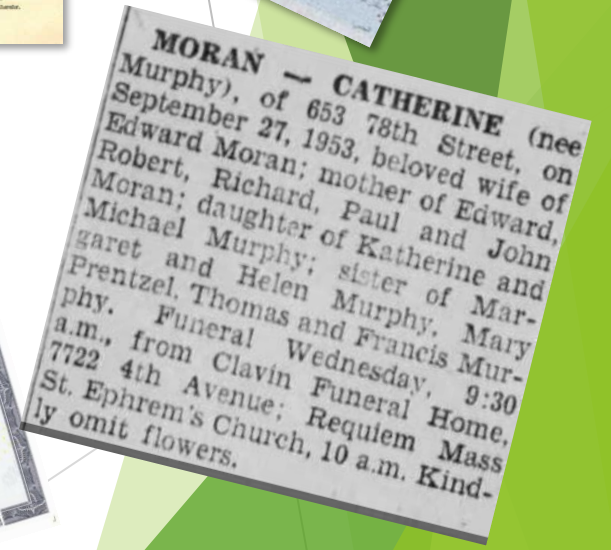 MORAN — CATHERINE (nee
Murphy), of 653 78th Street, on
September 27, 1953, beloved wife of
Edward Moran; mother of Edward,
Robert, Richard, Paul and John
Moran; daughter of Katherine and
Michael Murphy; sister of Mar-
garet and Helen Murphy, Mary
Prentzel, Thomas and Francis Mur-
phy. Funeral Wednesday, 9:30
a.m., from Clavin Funeral Home,
7722 4th Avenue; Requiem Mass
St. Ephrem's Church, 10 a.m. Kind-
ly omit flowers.